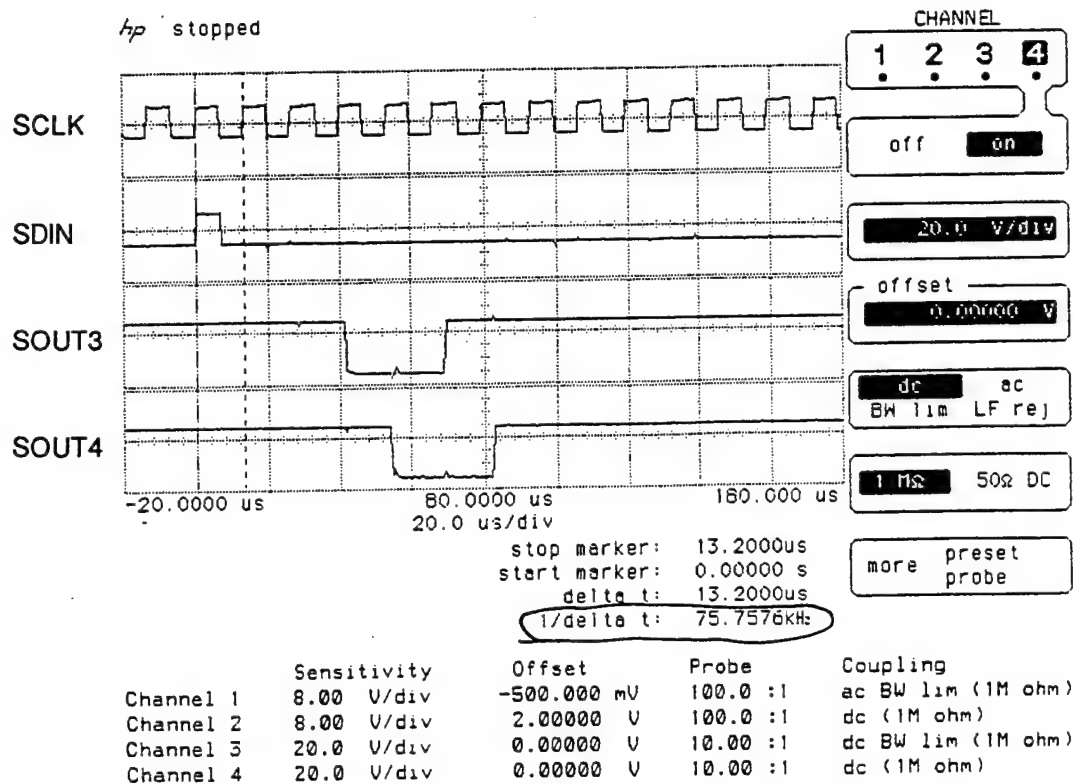 hp stopped
CHANNEL
1 2 3 4
off on
20.0 V/div
offset
0.00000 V
dc ac
BW lim LF rej
1 MΩ 50Ω DC
more preset
probe
SCLK
SDIN
SOUT3
SOUT4
-20.0000 us 80.0000 us 180.000 us
20.0 us/div
stop marker: 13.2000us
start marker: 0.00000 s
delta t: 13.2000us
1/delta t: 75.7576kHz
Sensitivity Offset Probe Coupling
Channel 1 8.00 V/div -500.000 mV 100.0 :1 ac BW lim (1M ohm)
Channel 2 8.00 V/div 2.00000 V 100.0 :1 dc (1M ohm)
Channel 3 20.0 V/div 0.00000 V 10.00 :1 dc BW lim (1M ohm)
Channel 4 20.0 V/div 0.00000 V 10.00 :1 dc (1M ohm)